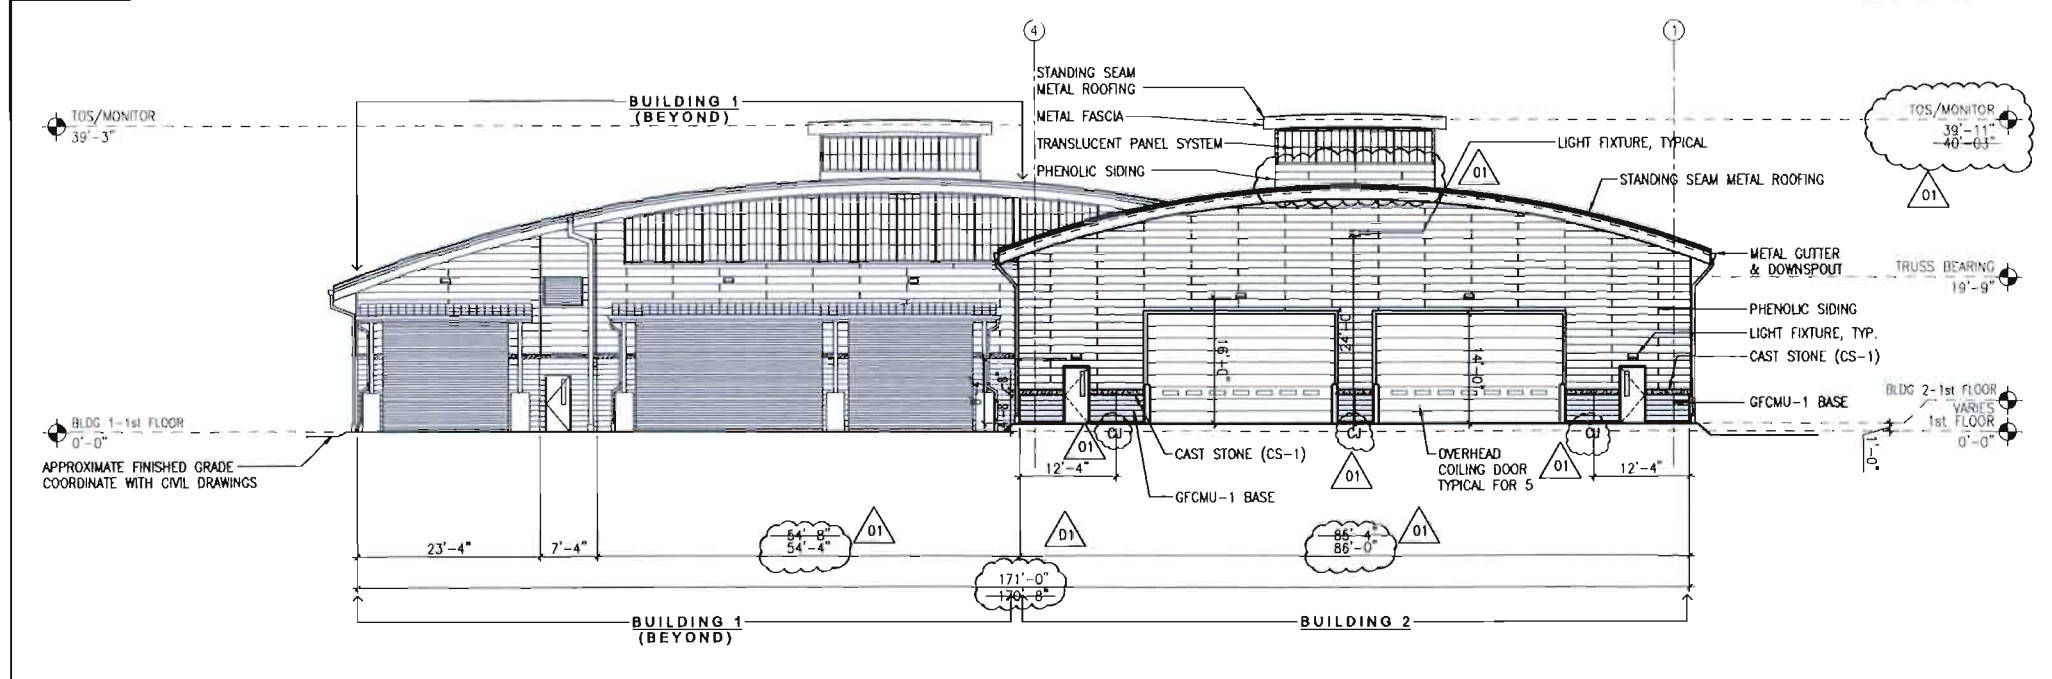 4
1
STANDING SEAM
METAL ROOFING
METAL FASCIA
TRANSLUCENT PANEL SYSTEM
PHENOLIC SIDING
BUILDING 1
(BEYOND)
TOS/MONITOR
39'-3"
LIGHT FIXTURE, TYPICAL
01
STANDING SEAM METAL ROOFING
TOS/MONITOR
39'-11"
40'-03"
01
METAL GUTTER
& DOWNSPOUT
TRUSS BEARING
19'-9"
PHENOLIC SIDING
LIGHT FIXTURE, TYP.
CAST STONE (CS-1)
GFCMU-1 BASE
BLDG 2-1st FLOOR
VARIES
1st FLOOR
0'-0"
1'-0"
16'-0"
24'-0
14'-0"
BLDG 1-1st FLOOR
0'-0"
APPROXIMATE FINISHED GRADE
COORDINATE WITH CIVIL DRAWINGS
CJ
CJ
CJ
01
01
01
12'-4"
CAST STONE (CS-1)
GFCMU-1 BASE
OVERHEAD
COILING DOOR
TYPICAL FOR 5
12'-4"
23'-4"
7'-4"
54'-8"
54'-4"
01
01
85'-4"
86'-0"
01
171'-0"
170'-8"
BUILDING 1
(BEYOND)
BUILDING 2